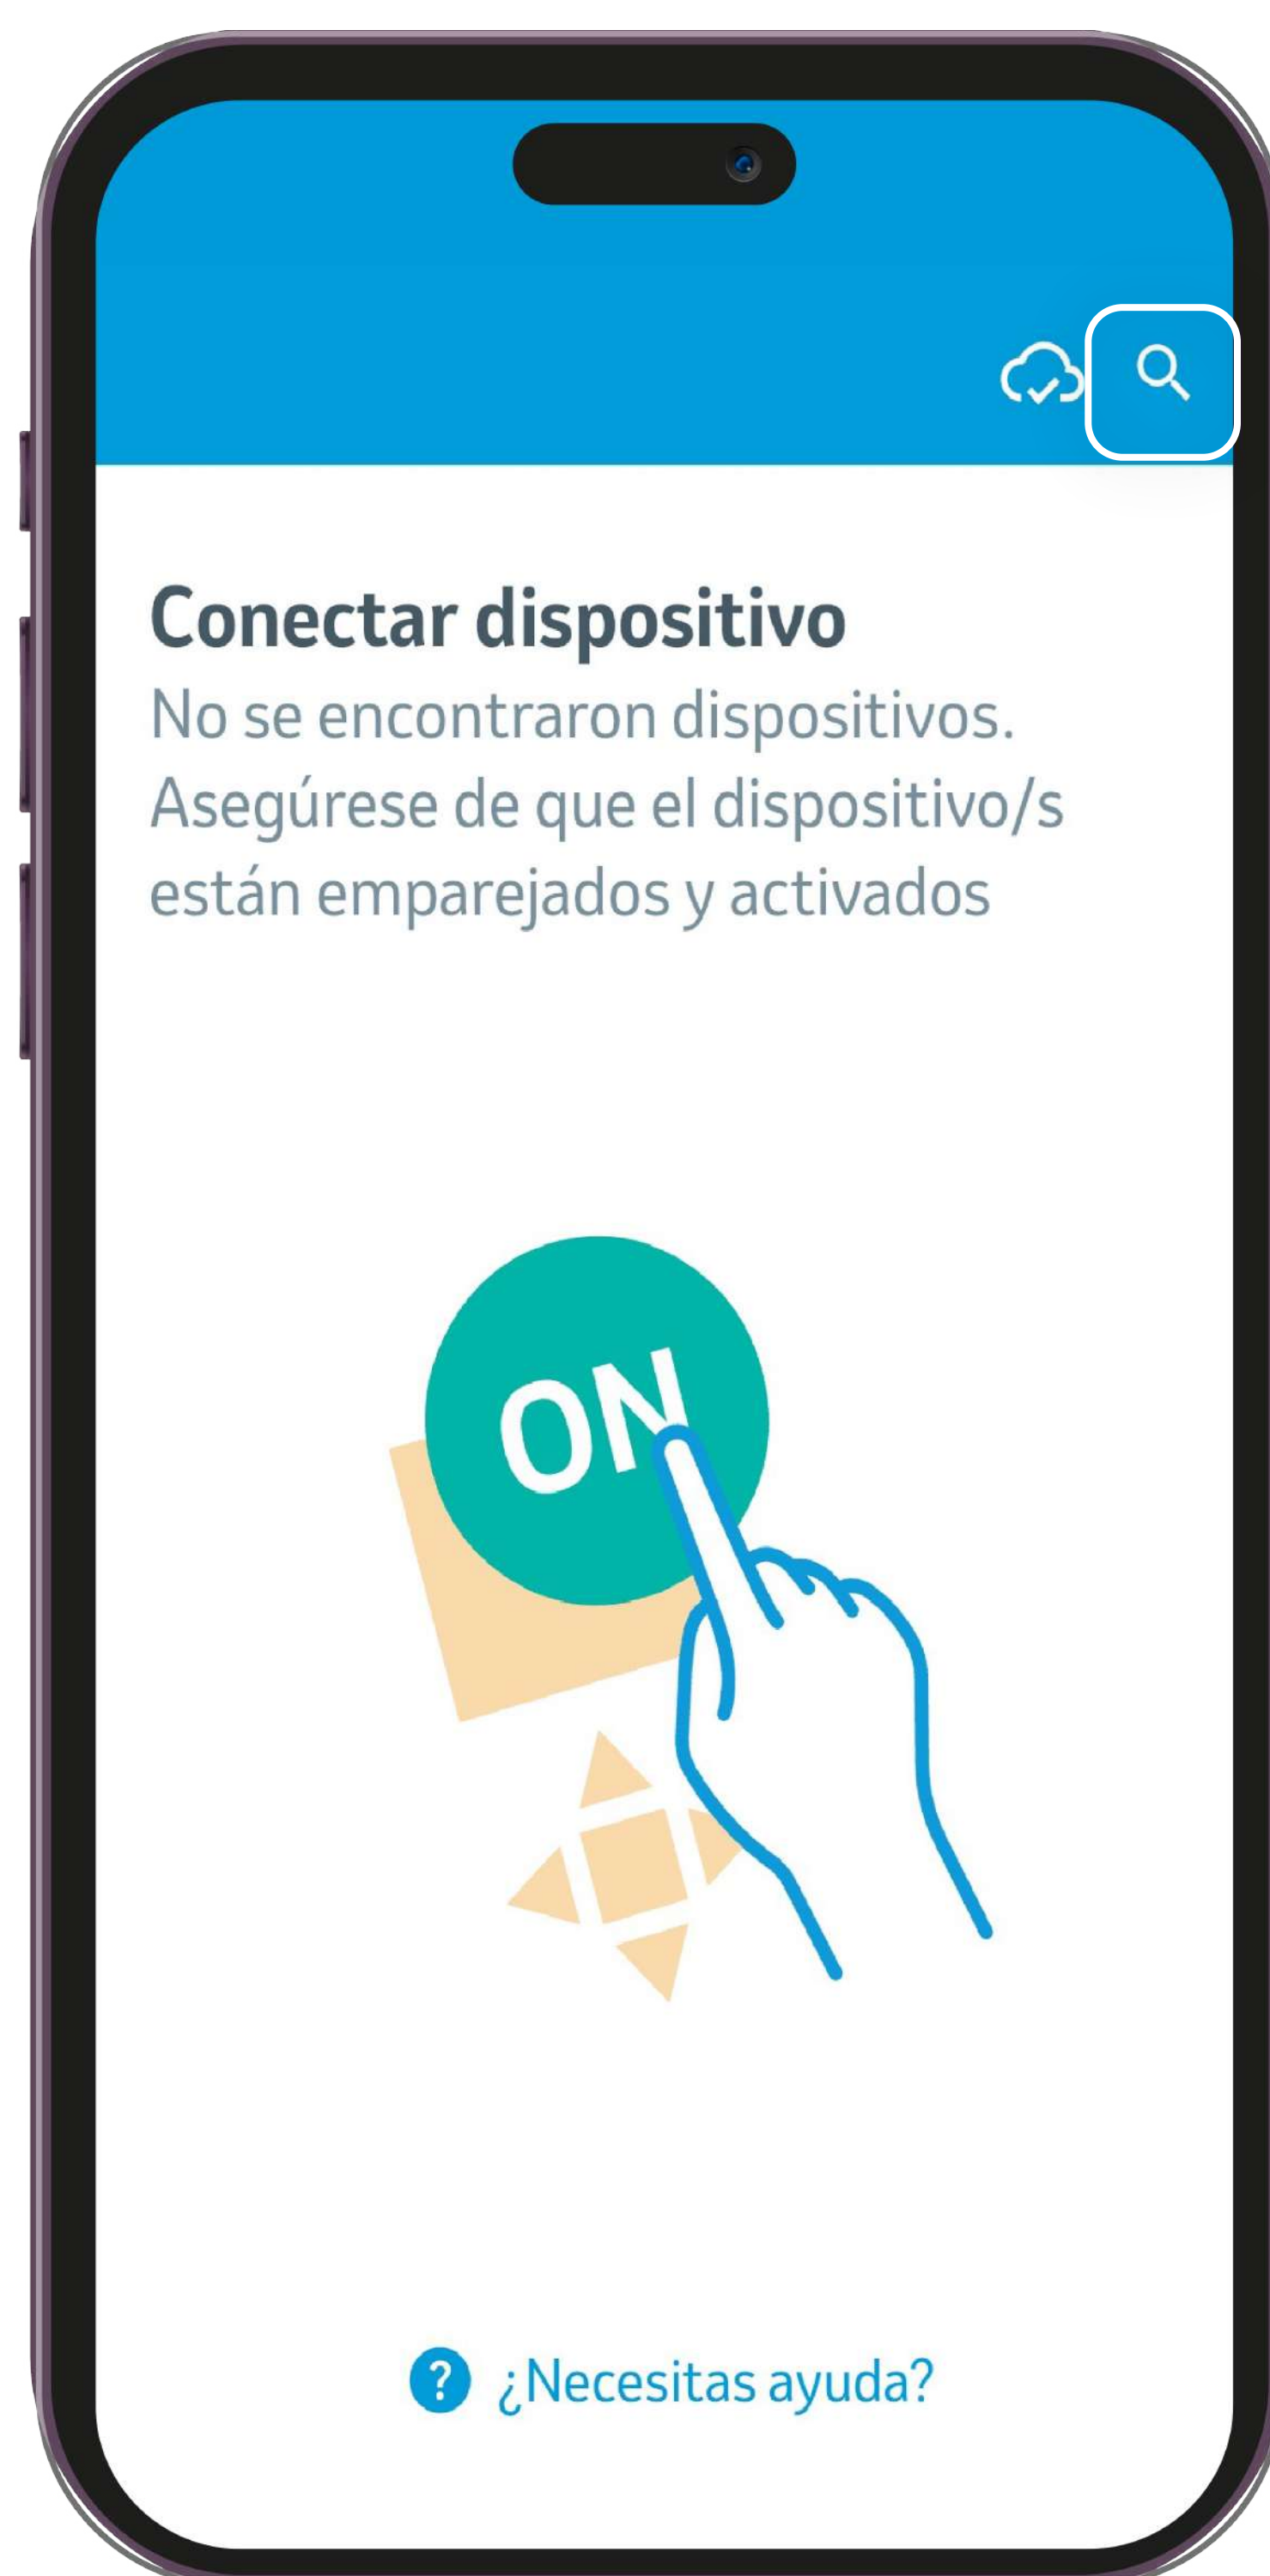 Conectar dispositivo
No se encontraron dispositivos.
Asegúrese de que el dispositivo/s
están emparejados y activados
ON
? ¿Necesitas ayuda?